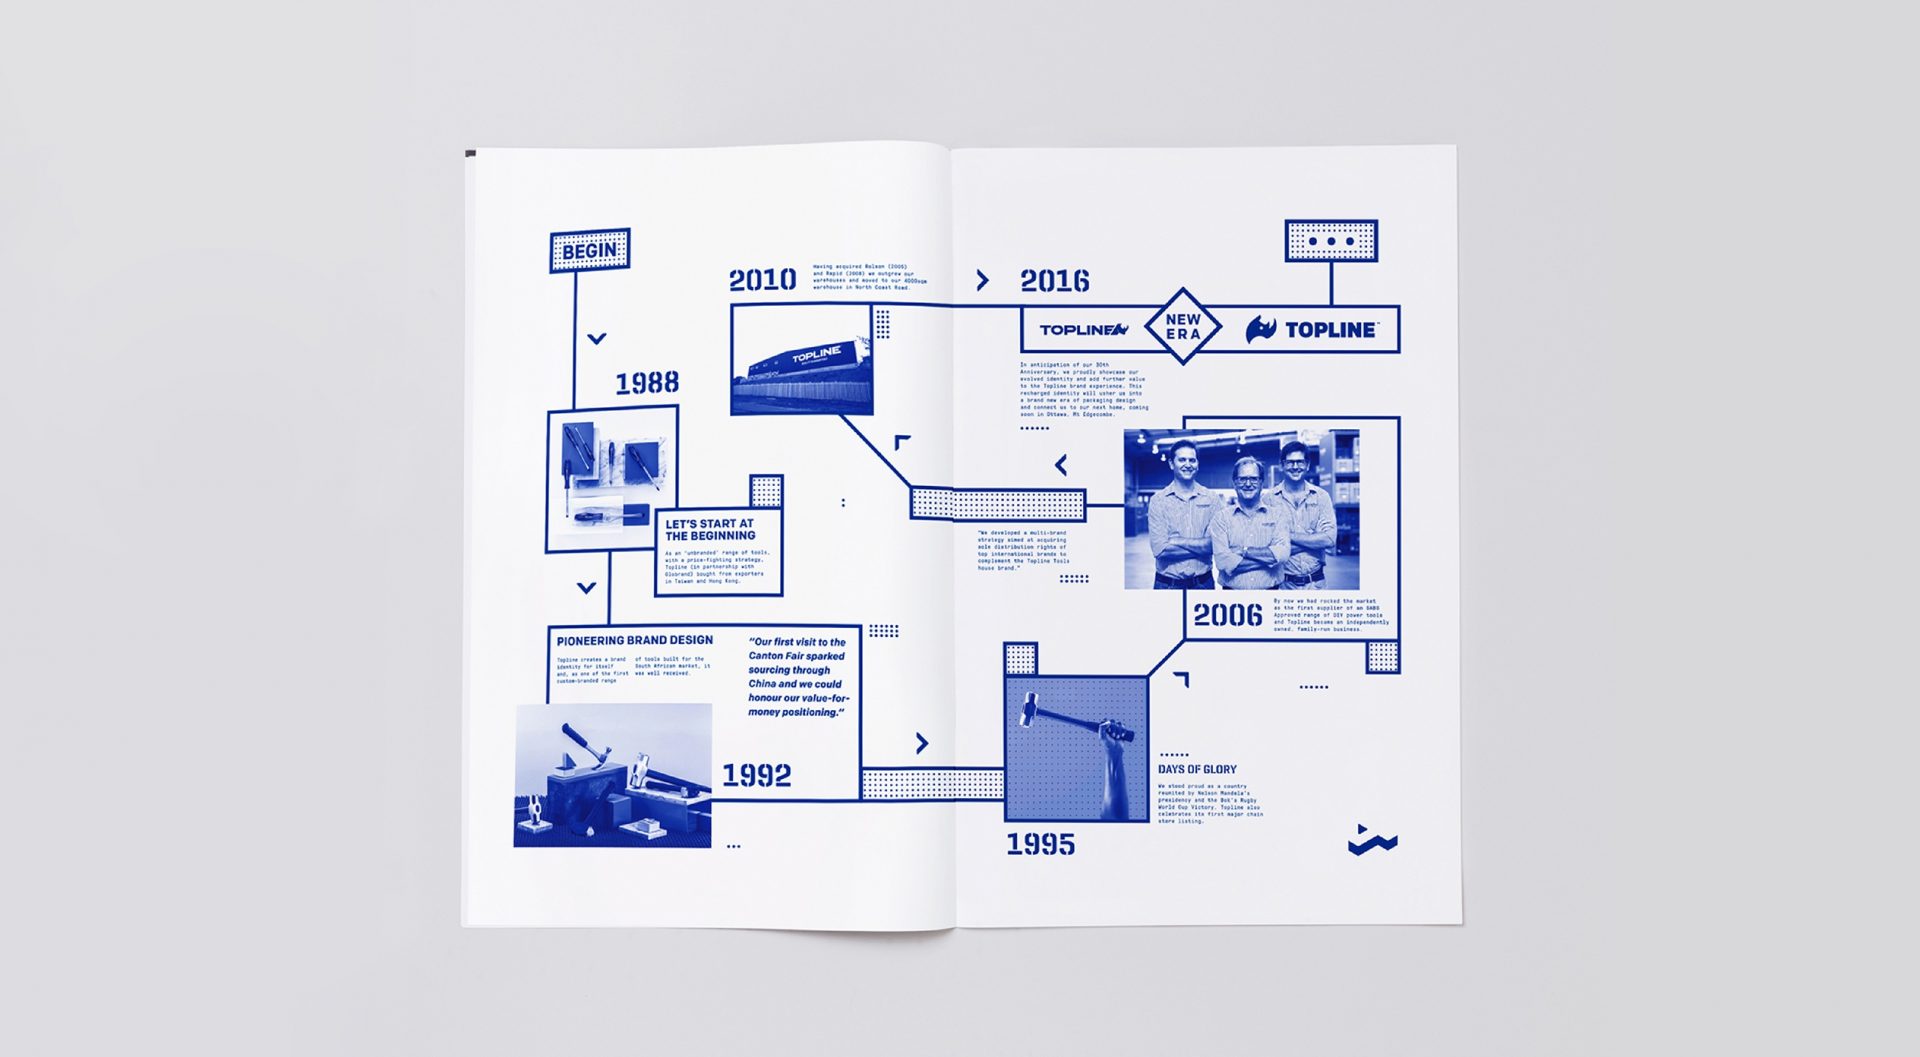 BEGIN
1988
LET'S START AT
THE BEGINNING
As an 'unbranded' range of tools,
with a price-fighting strategy,
Topline (in partnership with
Globrand) bought from exporters
in Taiwan and Hong Kong.
PIONEERING BRAND DESIGN
Topline creates a brand
identity for itself
and, as one of the first
custom-branded range
of tools built for the
South African market, it
was well received.
"Our first visit to the
Canton Fair sparked
sourcing through
China and we could
honour our value-for-
money positioning."
1992
1995
DAYS OF GLORY
We stood proud as a country
reunited by Nelson Mandela's
presidency and the Bok's Rugby
World Cup Victory. Topline also
celebrates its first major chain
store listing.
2006
By now we had rocked the market
as the first supplier of an SABS
Approved range of DIY power tools
and Topline became an independently
owned, family-run business.
"We developed a multi-brand
strategy aimed at acquiring
sole distribution rights of
top international brands to
complement the Topline Tools
house brand."
2010
Having acquired Rolson (2005)
and Rapid (2008) we outgrew our
warehouses and moved to our 4000sqm
warehouse in North Coast Road.
TOPLINE
2016
TOPLINE
NEW
ERA
TOPLINE™
In anticipation of our 30th
Anniversary, we proudly showcase our
evolved identity and add further value
to the Topline brand experience. This
recharged identity will usher us into
a brand new era of packaging design
and connect us to our next home, coming
soon in Ottawa, Mt Edgecombe.